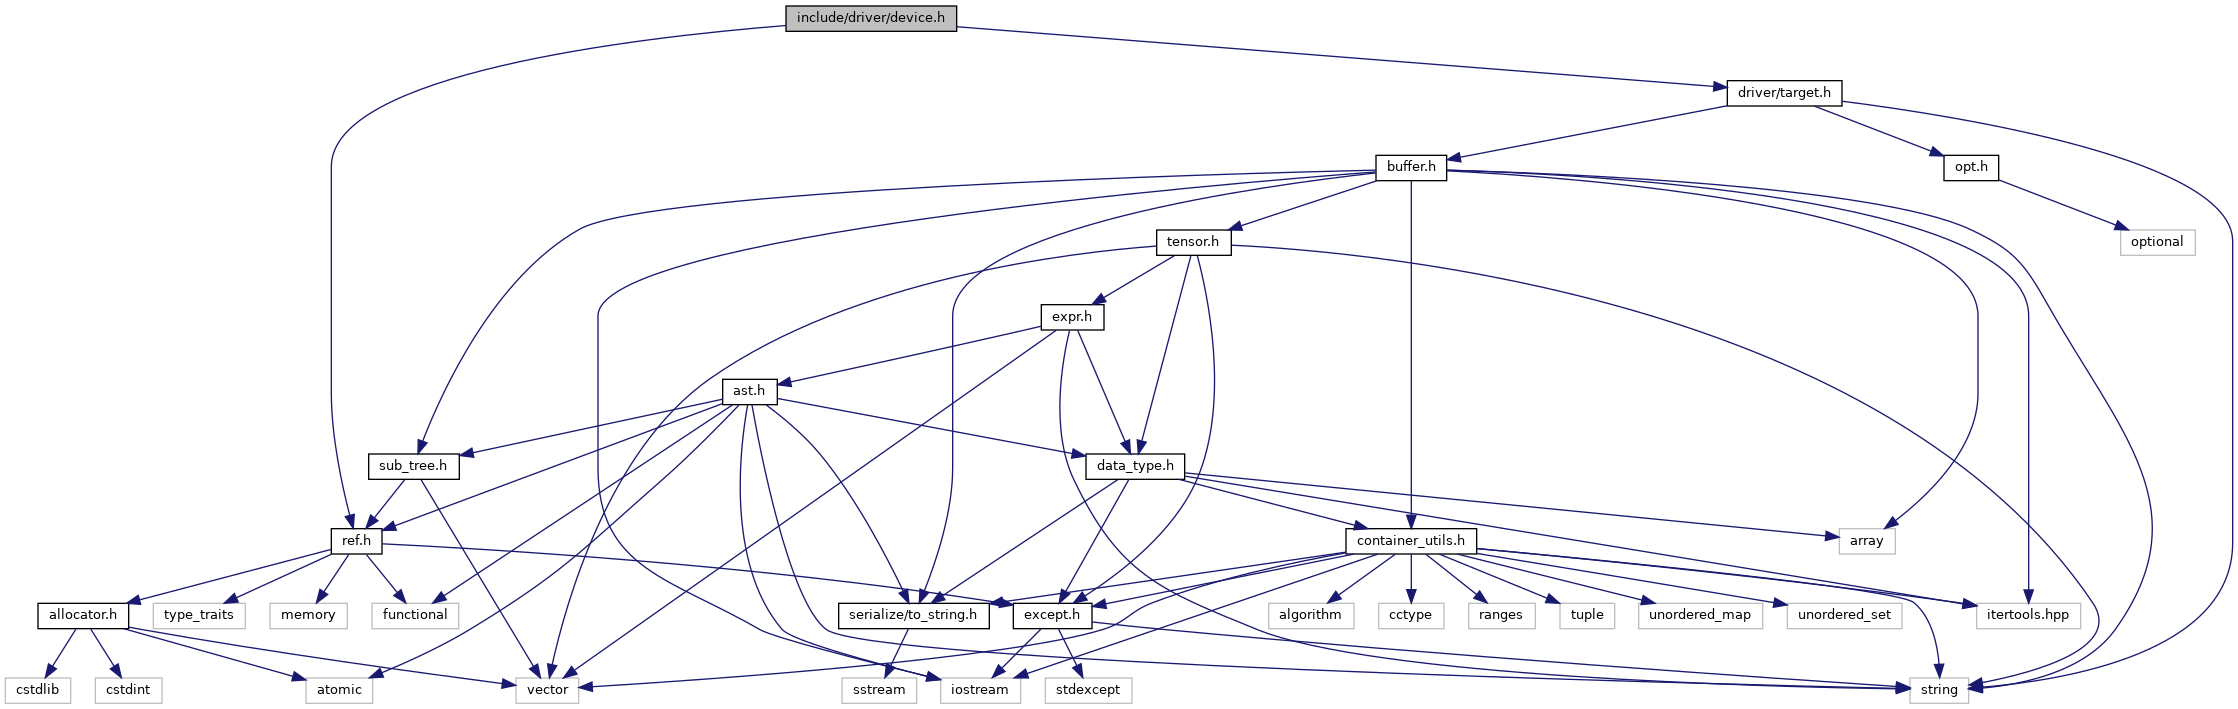 include/driver/device.h
driver/target.h
buffer.h
opt.h
tensor.h
optional
expr.h
ast.h
sub_tree.h
data_type.h
ref.h
container_utils.h
array
allocator.h
type_traits
memory
functional
serialize/to_string.h
except.h
algorithm
cctype
ranges
tuple
unordered_map
unordered_set
itertools.hpp
cstdlib
cstdint
atomic
vector
sstream
iostream
stdexcept
string